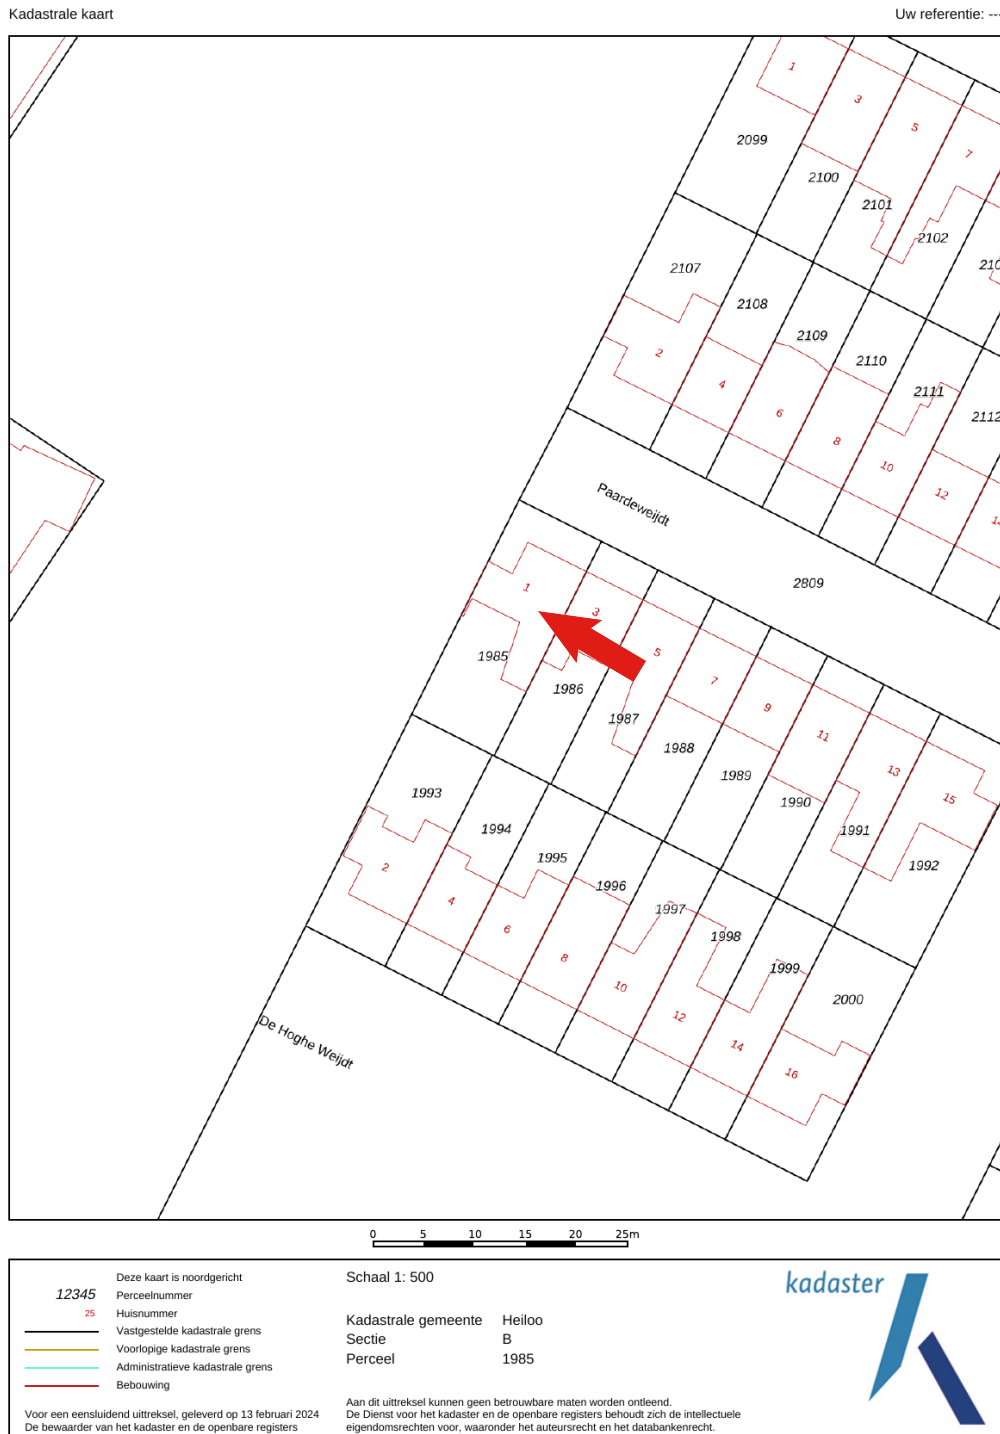 Kadastrale kaart
Uw referentie: ---
1
3
5
7
2099
2100
2101
2102
2107
2108
2109
2110
2111
2112
2
4
6
8
10
12
Paardeweijdt
2809
1
3
5
7
9
11
13
15
1985
1986
1987
1988
1989
1990
1991
1992
1993
1994
1995
1996
1997
1998
1999
2000
2
4
6
8
10
12
14
16
De Hoghe Weijdt
0 5 10 15 20 25m
Deze kaart is noordgericht
12345 Perceelnummer
25 Huisnummer
Vastgestelde kadastrale grens
Voorlopige kadastrale grens
Administratieve kadastrale grens
Bebouwing
Voor een eensluidend uittreksel, geleverd op 13 februari 2024
De bewaarder van het kadaster en de openbare registers
Schaal 1: 500
Kadastrale gemeente Heiloo
Sectie B
Perceel 1985
Aan dit uittreksel kunnen geen betrouwbare maten worden ontleend.
De Dienst voor het kadaster en de openbare registers behoudt zich de intellectuele
eigendomsrechten voor, waaronder het auteursrecht en het databankenrecht.
kadaster